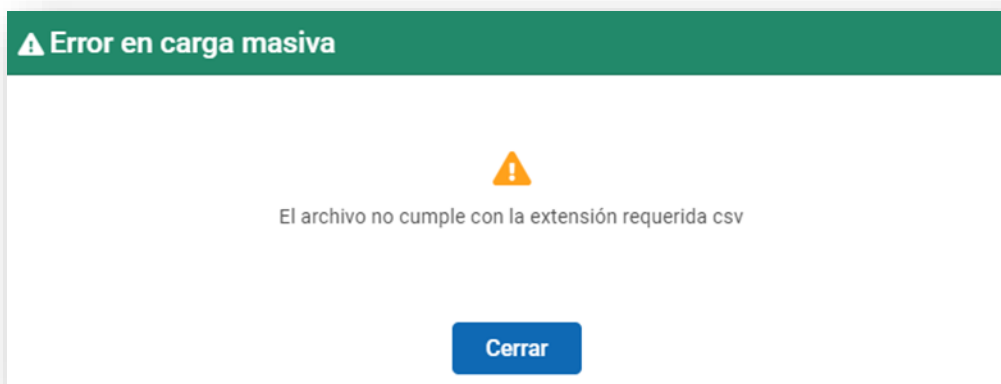 Error en carga masiva
El archivo no cumple con la extensión requerida csv
Cerrar